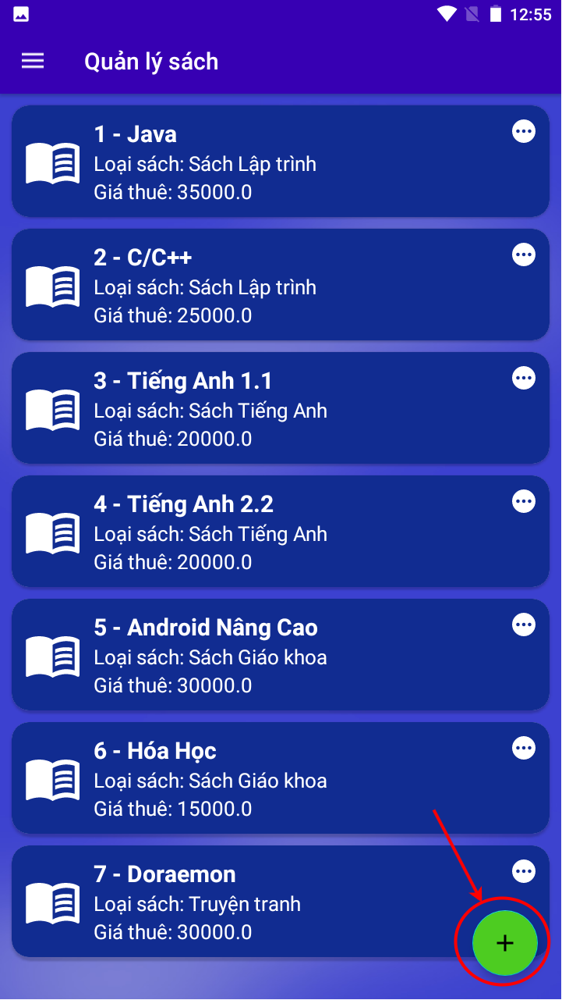 12:55
Quản lý sách
1 - Java
Loại sách: Sách Lập trình
Giá thuê: 35000.0
2 - C/C++
Loại sách: Sách Lập trình
Giá thuê: 25000.0
3 - Tiếng Anh 1.1
Loại sách: Sách Tiếng Anh
Giá thuê: 20000.0
4 - Tiếng Anh 2.2
Loại sách: Sách Tiếng Anh
Giá thuê: 20000.0
5 - Android Nâng Cao
Loại sách: Sách Giáo khoa
Giá thuê: 30000.0
6 - Hóa Học
Loại sách: Sách Giáo khoa
Giá thuê: 15000.0
7 - Doraemon
Loại sách: Truyện tranh
Giá thuê: 30000.0
+